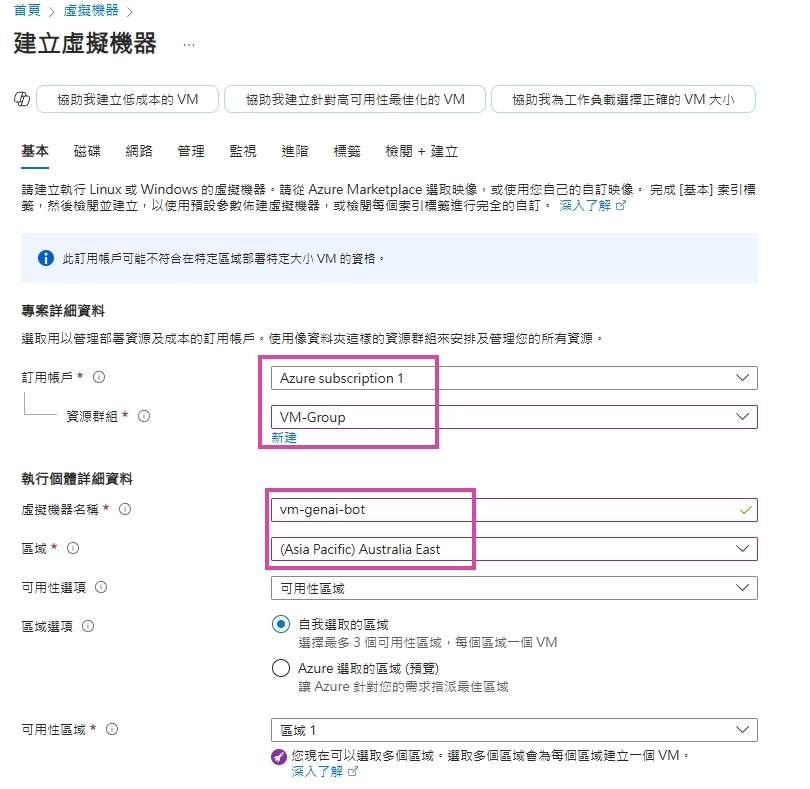 首頁 > 虛擬機器 >
建立虛擬機器 ...
協助我建立低成本的 VM 協助我建立針對高可用性最佳化的 VM 協助我為工作負載選擇正確的 VM 大小
基本 磁碟 網路 管理 監視 進階 標籤 檢閱 + 建立
請建立執行 Linux 或 Windows 的虛擬機器。請從 Azure Marketplace 選取映像，或使用您自己的自訂映像。 完成 [基本] 索引標
籤，然後檢閱並建立，以使用預設參數佈建虛擬機器，或檢閱每個索引標籤進行完全的自訂。 深入了解
此訂用帳戶可能不符合在特定區域部署特定大小 VM 的資格。
專案詳細資料
選取用以管理部署資源及成本的訂用帳戶。使用像資料夾這樣的資源群組來安排及管理您的所有資源。
訂用帳戶 * Azure subscription 1
資源群組 * VM-Group
新建
執行個體詳細資料
虛擬機器名稱 * vm-genai-bot
區域 * (Asia Pacific) Australia East
可用性選項 可用性區域
區域選項 自我選取的區域
選擇最多 3 個可用性區域，每個區域一個 VM
Azure 選取的區域 (預覽)
讓 Azure 針對您的需求指派最佳區域
可用性區域 * 區域 1
您現在可以選取多個區域。選取多個區域會為每個區域建立一個 VM。
深入了解